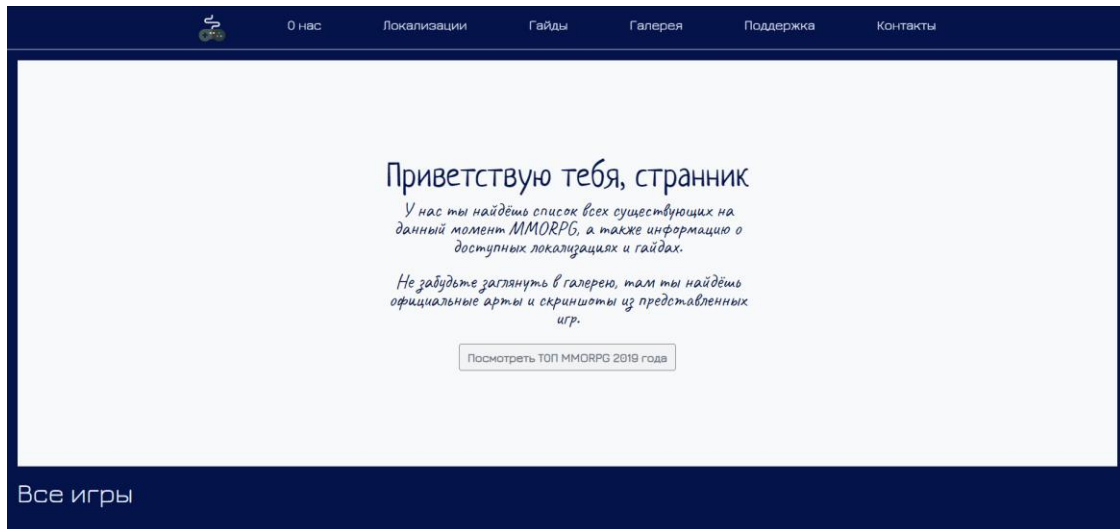 О нас Локализации Гайды Галерея Поддержка Контакты
Приветствую тебя, странник
У нас ты найдёшь список всех существующих на
данный момент MMORPG, а также информацию о
доступных локализациях и гайдах.
Не забудьте заглянуть в галерею, там ты найдёшь
официальные арты и скриншоты из представленных
игр.
Посмотреть ТОП MMORPG 2019 года
Все игры